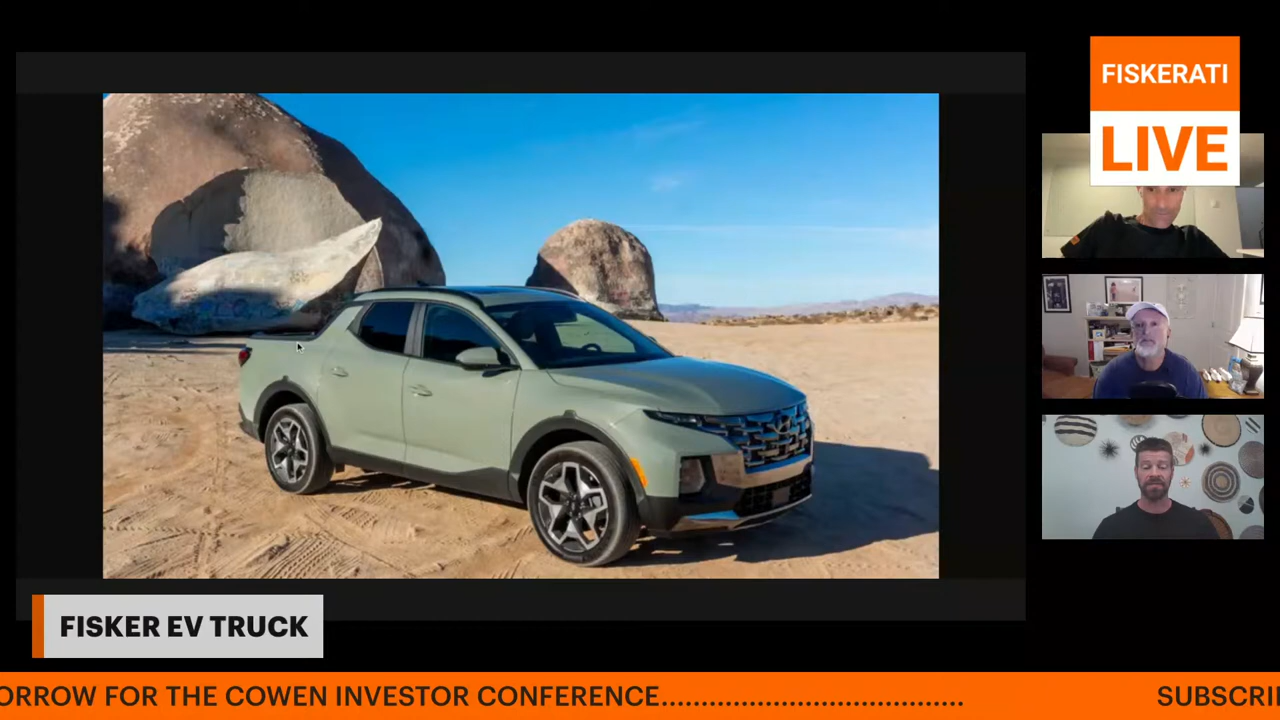 FISKERATI
LIVE
FISKER EV TRUCK
ORROW FOR THE COWEN INVESTOR CONFERENCE..................................... SUBSCRI